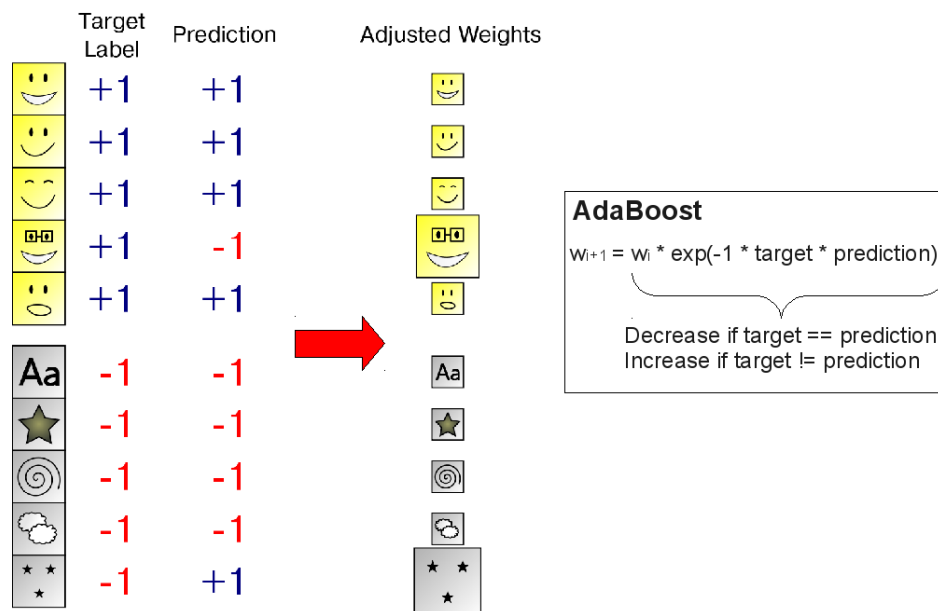 Target Label Prediction Adjusted Weights
+1 +1
+1 +1
+1 +1
+1 -1
+1 +1
Aa -1 -1 Aa
-1 -1
-1 -1
-1 -1
-1 +1
AdaBoost
wi+1 = wi * exp(-1 * target * prediction)
Decrease if target == prediction
Increase if target != prediction